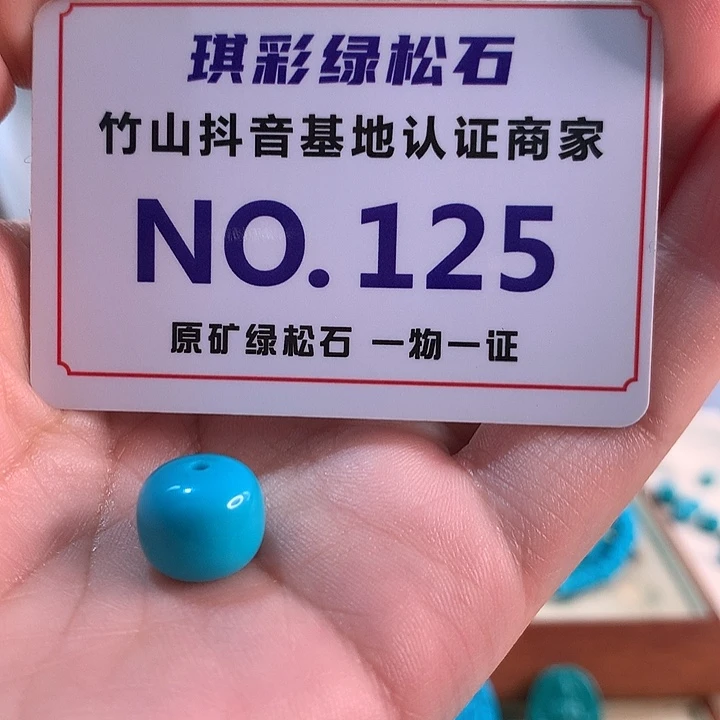 琪彩绿松石
竹山抖音基地认证商家
NO.125
原矿绿松石 一物一证